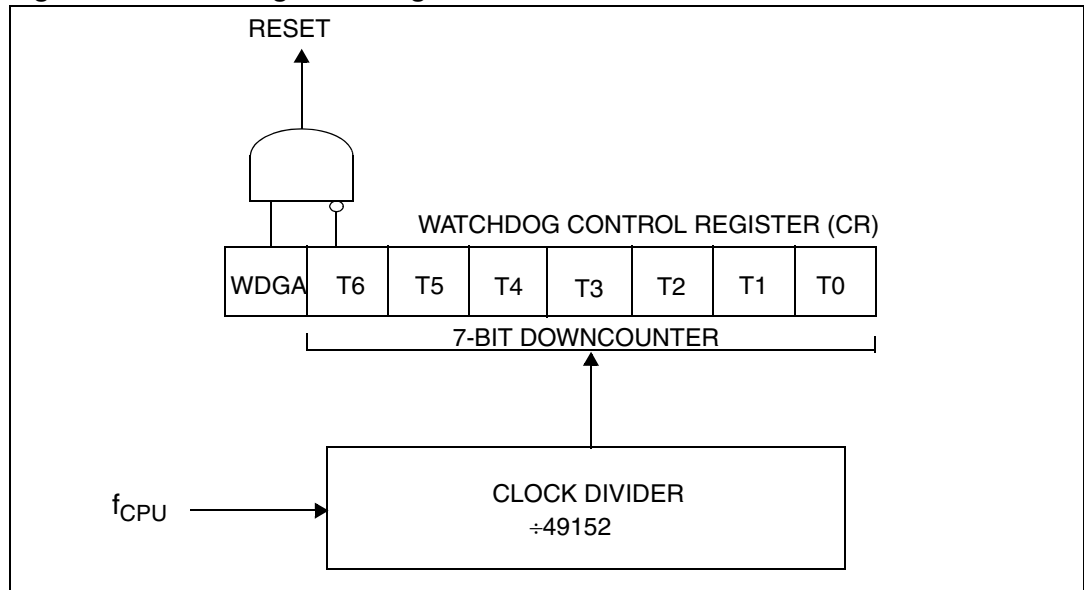 RESET
WATCHDOG CONTROL REGISTER (CR)
WDGA T6 T5 T4 T3 T2 T1 T0
7-BIT DOWNCOUNTER
fCPU
CLOCK DIVIDER
÷49152